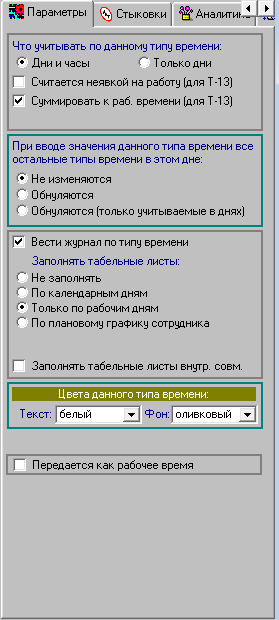 Параметры Стыковки Аналитик
Что учитывать по данному типу времени:
Дни и часы Только дни
Считается неявкой на работу (для Т-13)
Суммировать к раб. времени (для Т-13)
При вводе значения данного типа времени все
остальные типы времени в этом дне:
Не изменяются
Обнуляются
Обнуляются (только учитываемые в днях)
Вести журнал по типу времени
Заполнять табельные листы:
Не заполнять
По календарным дням
Только по рабочим дням
По плановому графику сотрудника
Заполнять табельные листы внутр. совм.
Цвета данного типа времени:
Текст: белый Фон: оливковый
Передается как рабочее время